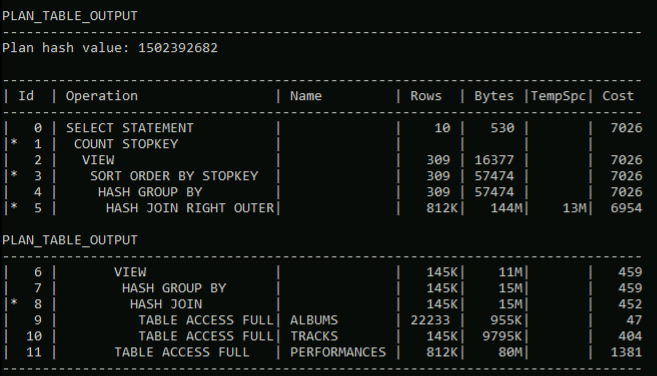 PLAN_TABLE_OUTPUT
--------------------------------------------------------------------------------
Plan hash value: 1502392682

--------------------------------------------------------------------------------
| Id | Operation | Name | Rows | Bytes |TempSpc| Cost
--------------------------------------------------------------------------------
| 0 | SELECT STATEMENT | | 10 | 530 | | 7026
|* 1 | COUNT STOPKEY | | | | |
| 2 | VIEW | | 309 | 16377 | | 7026
|* 3 | SORT ORDER BY STOPKEY | | 309 | 57474 | | 7026
| 4 | HASH GROUP BY | | 309 | 57474 | | 7026
|* 5 | HASH JOIN RIGHT OUTER| | 812K| 144M| 13M| 6954

PLAN_TABLE_OUTPUT
--------------------------------------------------------------------------------
| 6 | VIEW | | 145K| 11M| | 459
| 7 | HASH GROUP BY | | 145K| 15M| | 459
|* 8 | HASH JOIN | | 145K| 15M| | 452
| 9 | TABLE ACCESS FULL| ALBUMS | 22233 | 955K| | 47
| 10 | TABLE ACCESS FULL| TRACKS | 145K| 9795K| | 404
| 11 | TABLE ACCESS FULL | PERFORMANCES | 812K| 80M| | 1381
--------------------------------------------------------------------------------